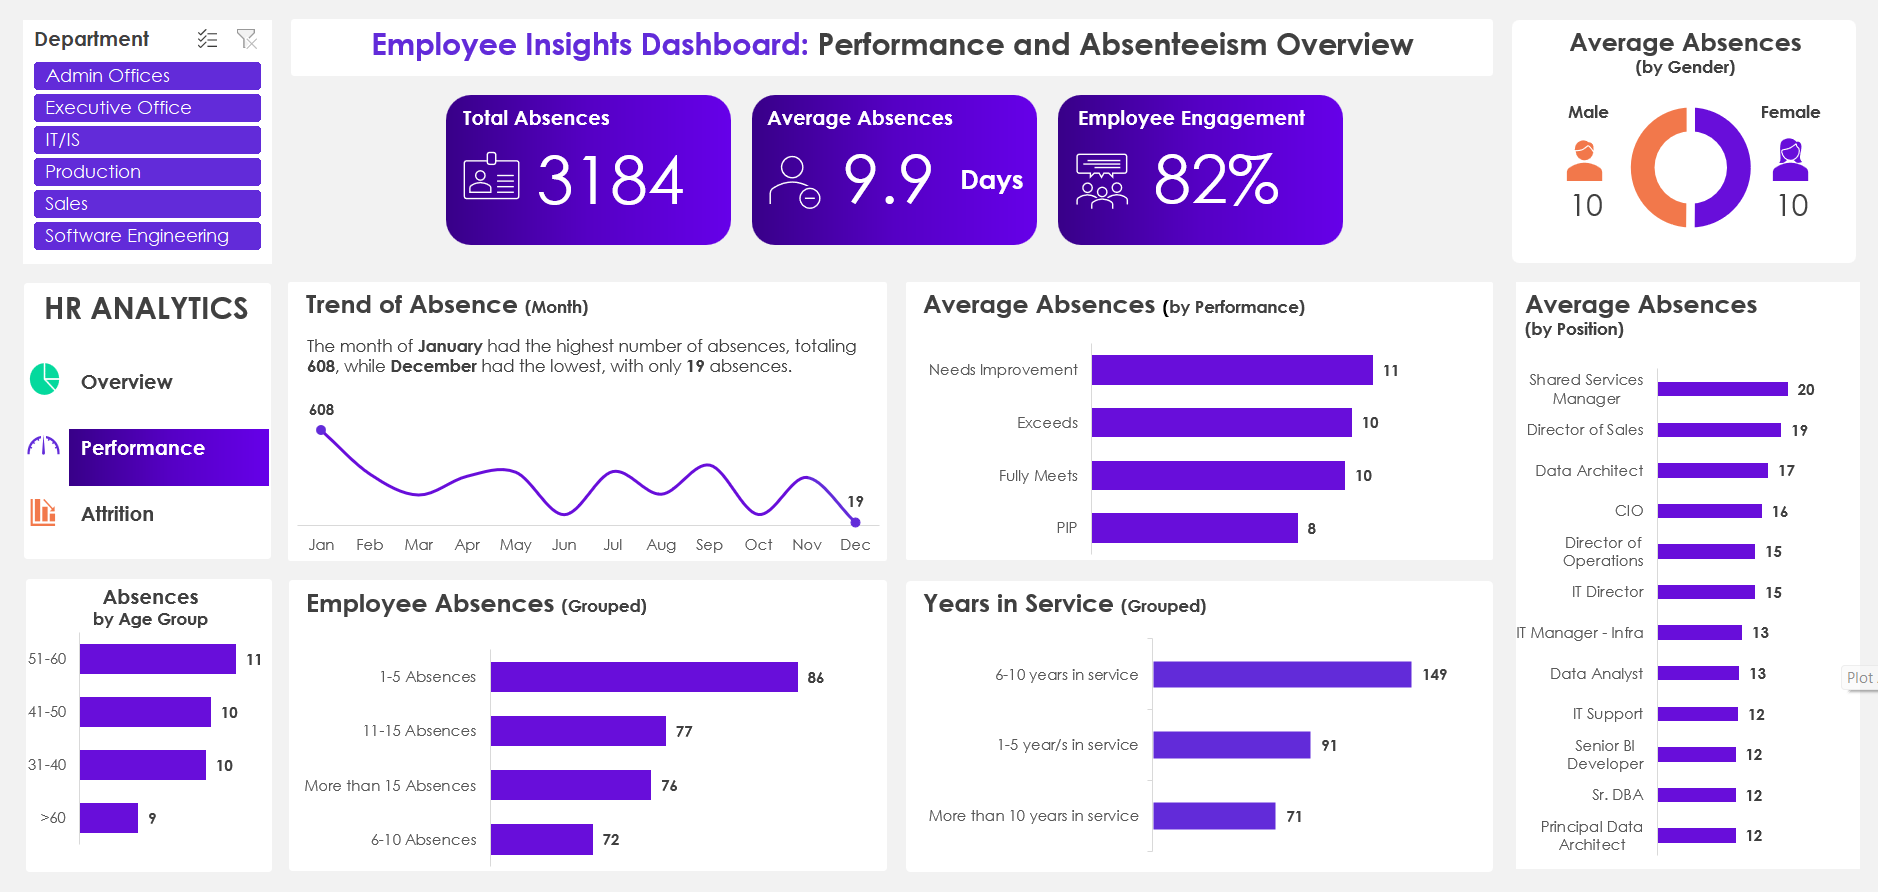 Department
Admin Offices
Executive Office
IT/IS
Production
Sales
Software Engineering
Employee Insights Dashboard: Performance and Absenteeism Overview
Total Absences
3184
Average Absences
9.9 Days
Employee Engagement
82%
Average Absences
(by Gender)
Male
10
Female
10
HR ANALYTICS
Overview
Performance
Attrition
Trend of Absence (Month)
The month of January had the highest number of absences, totaling
608, while December had the lowest, with only 19 absences.
608
19
Jan Feb Mar Apr May Jun Jul Aug Sep Oct Nov Dec
Average Absences (by Performance)
Needs Improvement 11
Exceeds 10
Fully Meets 10
PIP 8
Average Absences
(by Position)
Shared Services
Manager
20
Director of Sales 19
Data Architect 17
CIO 16
Director of
Operations
15
IT Director 15
IT Manager - Infra 13
Data Analyst 13
IT Support 12
Senior BI
Developer
12
Sr. DBA 12
Principal Data
Architect
12
Plot
Absences
by Age Group
51-60 11
41-50 10
31-40 10
>60 9
Employee Absences (Grouped)
1-5 Absences 86
11-15 Absences 77
More than 15 Absences 76
6-10 Absences 72
Years in Service (Grouped)
6-10 years in service 149
1-5 year/s in service 91
More than 10 years in service 71